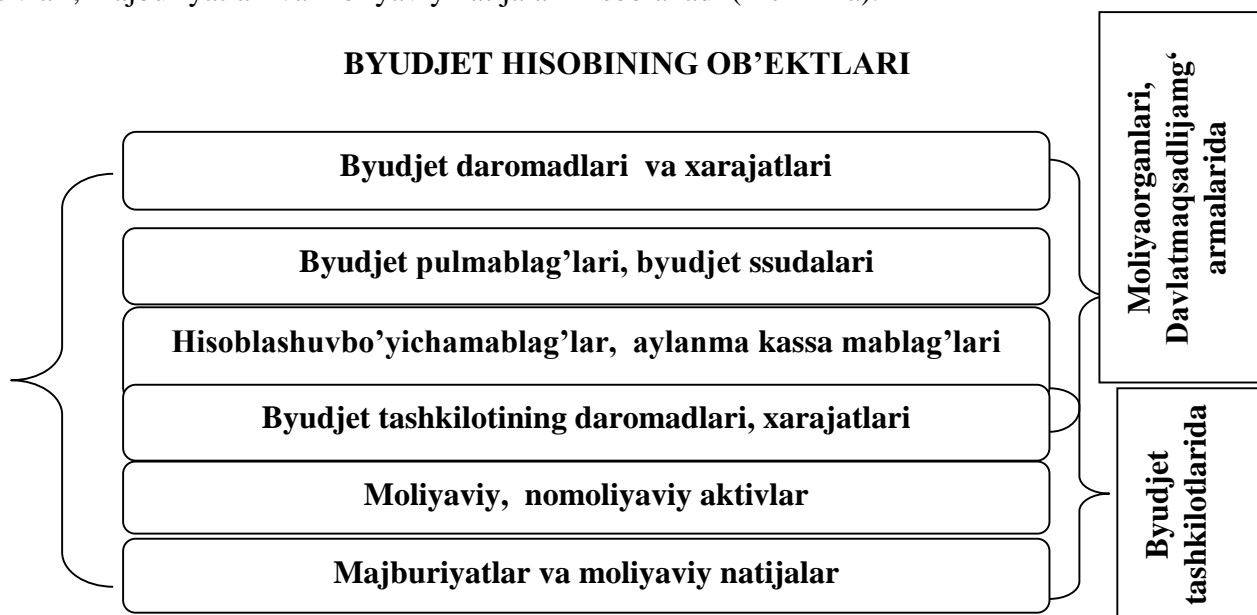 BYUDJET HISOBINING OB’EKTLARI
Byudjet daromadlari va xarajatlari
Byudjet pulmablag’lari, byudjet ssudalari
Hisoblashuvbo’yichamablag’lar, aylanma kassa mablag’lari
Byudjet tashkilotining daromadlari, xarajatlari
Moliyaviy, nomoliyaviy aktivlar
Majburiyatlar va moliyaviy natijalar
Moliyaorganlari,
Davlatmaqsadlijamg‘
armalarida
Byudjet
tashkilotlarida